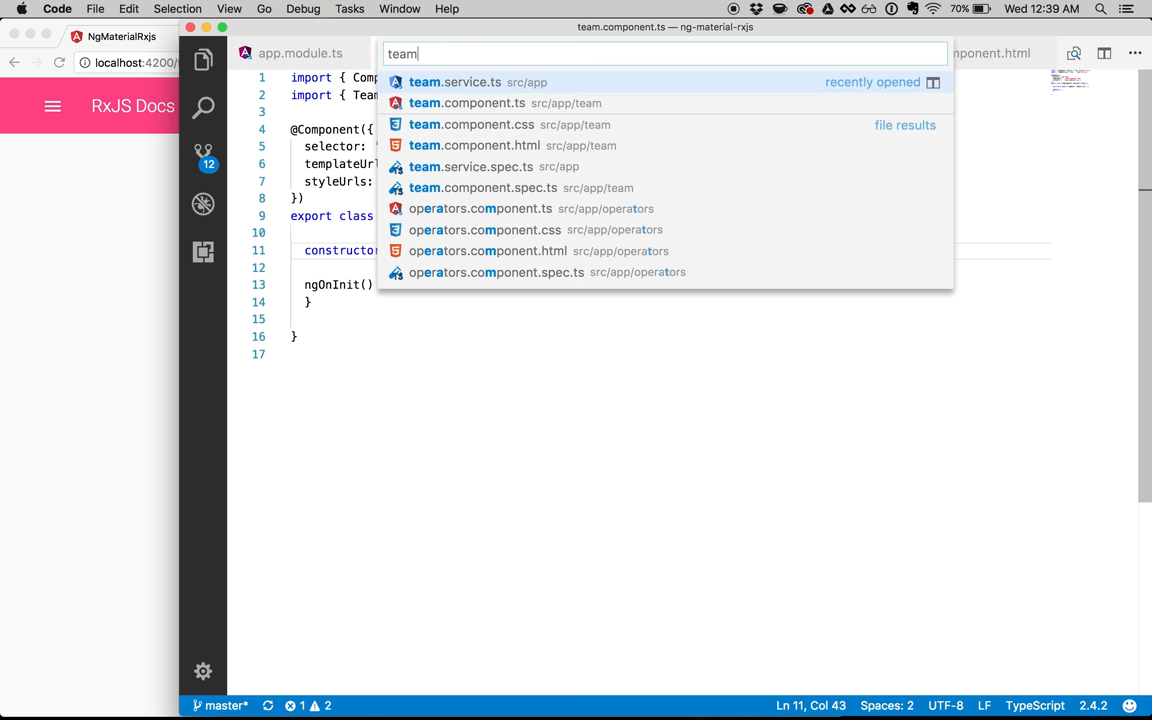 Code File Edit Selection View Go Debug Tasks Window Help 70% Wed 12:39 AM
team.component.ts — ng-material-rxjs
NgMaterialRxjs
localhost:4200/
RxJS Docs
app.module.ts
team
nponent.html
team.service.ts src/app recently opened
team.component.ts src/app/team
team.component.css src/app/team file results
team.component.html src/app/team
team.service.spec.ts src/app
team.component.spec.ts src/app/team
operators.component.ts src/app/operators
operators.component.css src/app/operators
operators.component.html src/app/operators
operators.component.spec.ts src/app/operators
1 import { Comp
2 import { Tean
3
4 @Component({
5 selector: '
6 templateUrl
7 styleUrls:
8 })
9 export class
10
11 constructor
12
13 ngOnInit()
14 }
15
16 }
17
12
master* 1 2 Ln 11, Col 43 Spaces: 2 UTF-8 LF TypeScript 2.4.2